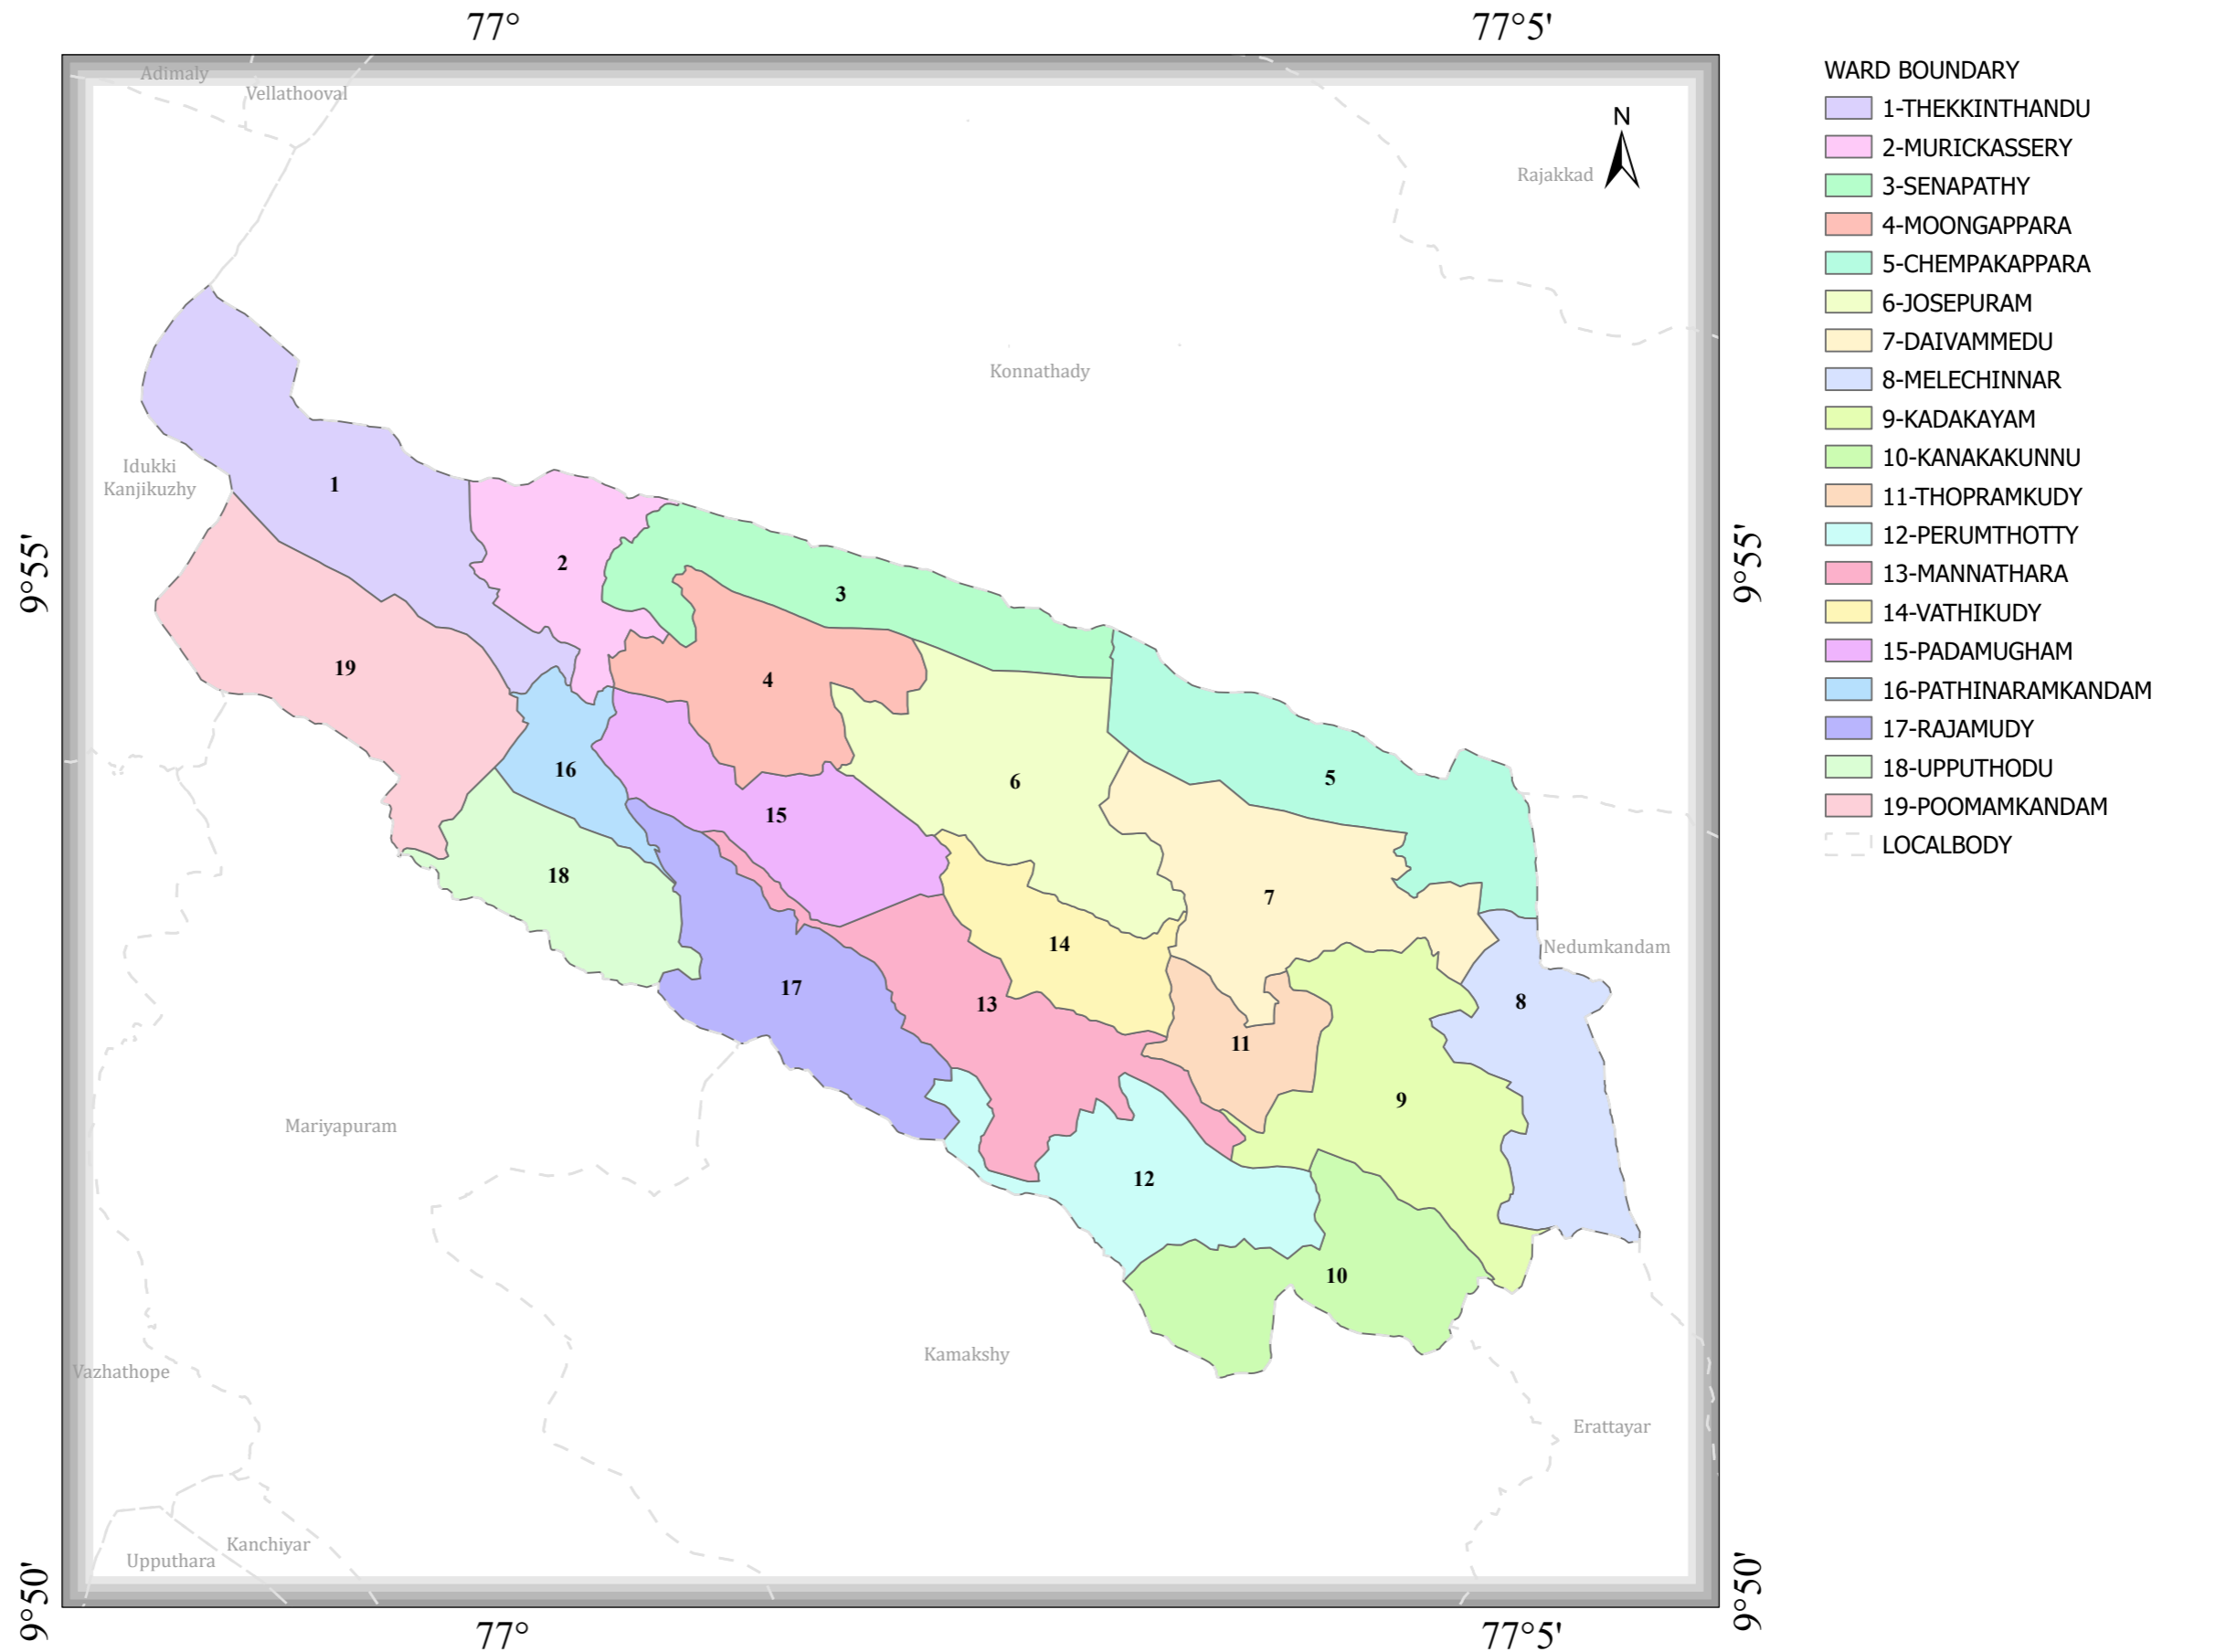 77°
77°5'
Adimaly
Vellathooval
N
Rajakkad
Konnathady
Idukki
Kanjikuzhy
9°55'
9°55'
1
2
3
19
4
16
5
6
15
18
7
14
Nedumkandam
17
13
8
11
9
Mariyapuram
12
10
Kamakshy
Vazhathope
Erattayar
Kanchiyar
Upputhara
9°50'
9°50'
77°
77°5'
WARD BOUNDARY
1-THEKKINTHANDU
2-MURICKASSERY
3-SENAPATHY
4-MOONGAPPARA
5-CHEMPAKAPPARA
6-JOSEPURAM
7-DAIVAMMEDU
8-MELECHINNAR
9-KADAKAYAM
10-KANAKAKUNNU
11-THOPRAMKUDY
12-PERUMTHOTTY
13-MANNATHARA
14-VATHIKUDY
15-PADAMUGHAM
16-PATHINARAMKANDAM
17-RAJAMUDY
18-UPPUTHODU
19-POOMAMKANDAM
LOCALBODY